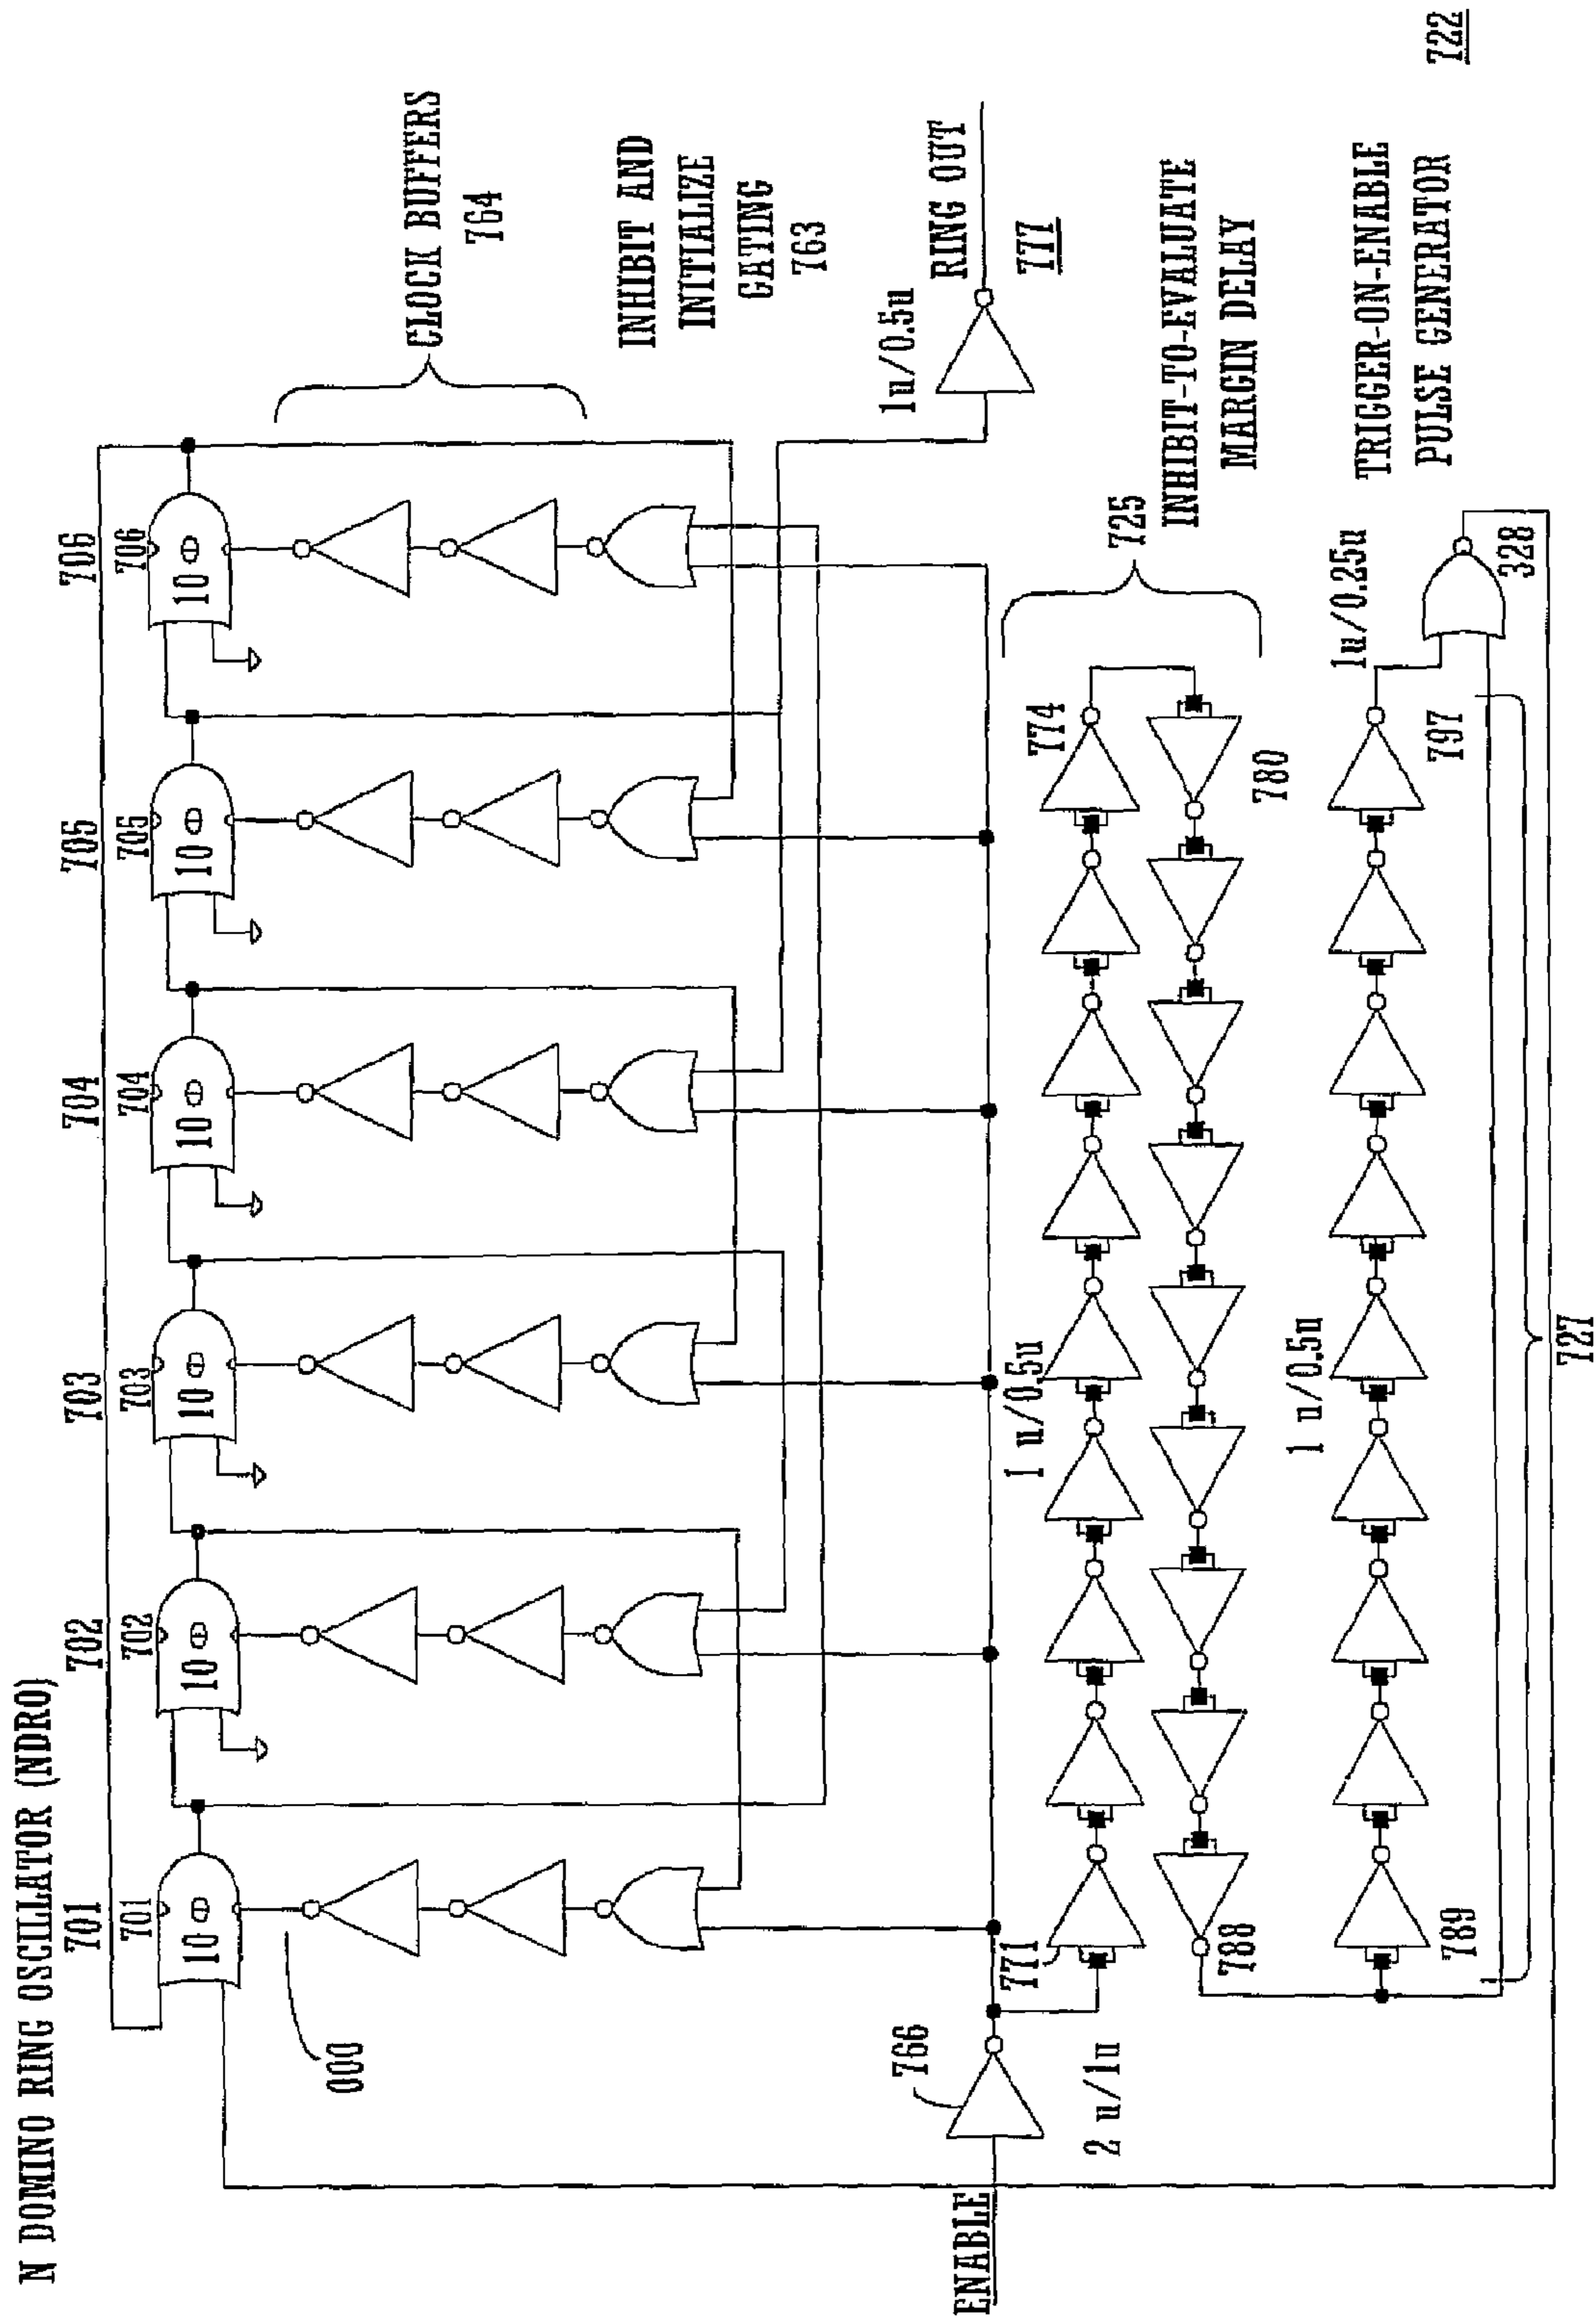 N DOMINO RING OSCILLATOR (NDRO)
701
702
703
704
705
706
701
702
703
704
705
706
10 Φ
10 Φ
10 Φ
10 Φ
10 Φ
10 Φ
000
CLOCK BUFFERS
764
INHIBIT AND
INITIALIZE
GATING
763
ENABLE
766
2 u/1u
1u/0.5u
RING OUT
777
771
1 u/0.5u
774
725
INHIBIT-TO-EVALUATE
MARGIN DELAY
788
780
789
1 u/0.5u
1u/0.25u
797
328
TRIGGER-ON-ENABLE
PULSE GENERATOR
727
722